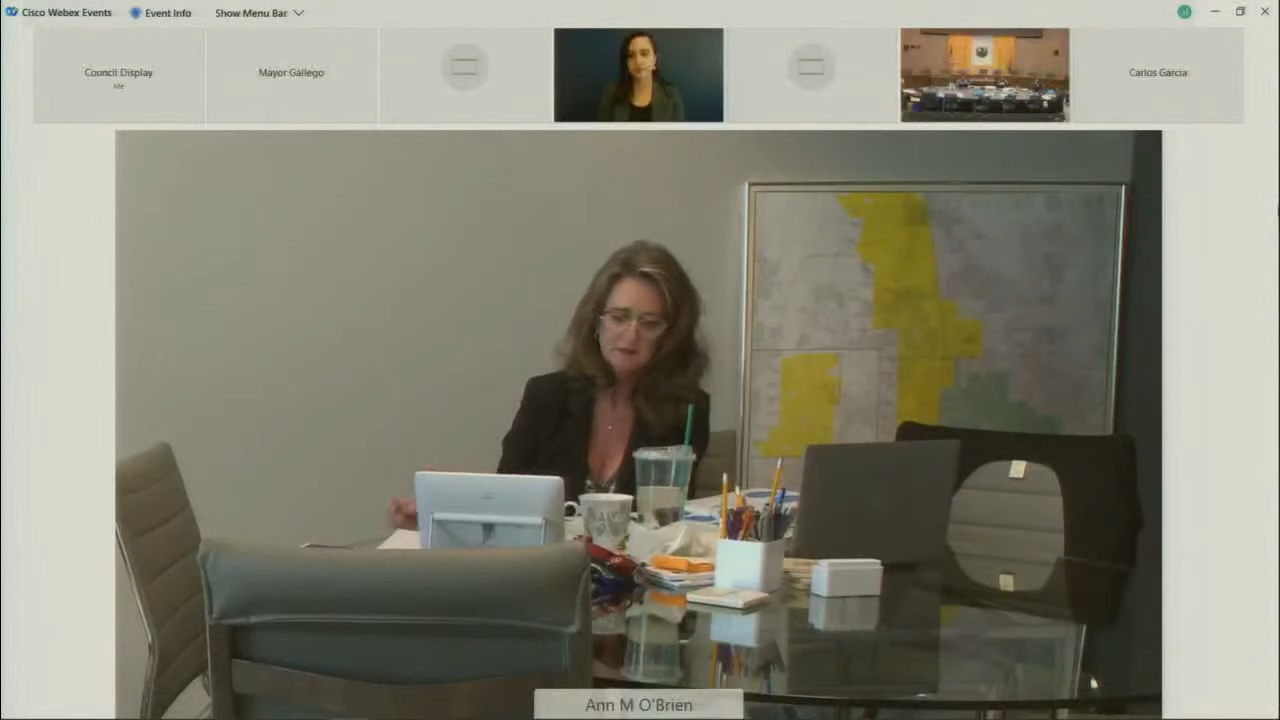 Cisco Webex Events
Event Info
Show Menu Bar
Council Display
Me
Mayor Gallego
Carlos Garcia
Ann M O'Brien